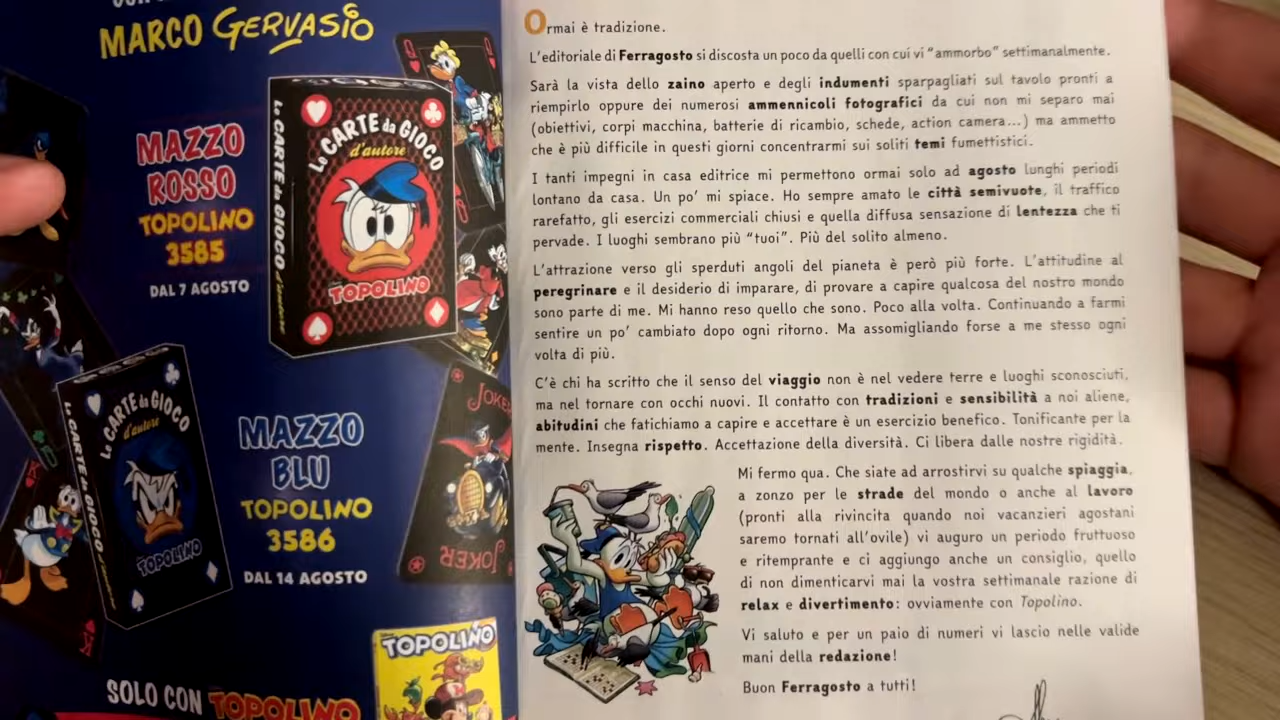 MARCO GERVASIO
MAZZO
ROSSO
TOPOLINO
3585
DAL 7 AGOSTO
Le CARTE da GIOCO
Le CARTE da GIOCO
d'autore
TOPOLINO
Le CARTE da GIOCO
Le CARTE da GIOCO
d'autore
TOPOLINO
JOKER
JOKER
MAZZO
BLU
TOPOLINO
3586
DAL 14 AGOSTO
TOPOLINO
SOLO CON TOPOLINO
Ormai è tradizione.
L'editoriale di Ferragosto si discosta un poco da quelli con cui vi “ammorbo” settimanalmente.
Sarà la vista dello zaino aperto e degli indumenti sparpagliati sul tavolo pronti a
riempirlo oppure dei numerosi ammennicoli fotografici da cui non mi separo mai
(obiettivi, corpi macchina, batterie di ricambio, schede, action camera...) ma ammetto
che è più difficile in questi giorni concentrarmi sui soliti temi fumettistici.
I tanti impegni in casa editrice mi permettono ormai solo ad agosto lunghi periodi
lontano da casa. Un po' mi spiace. Ho sempre amato le città semivuote, il traffico
rarefatto, gli esercizi commerciali chiusi e quella diffusa sensazione di lentezza che ti
pervade. I luoghi sembrano più “tuoi”. Più del solito almeno.
L'attrazione verso gli sperduti angoli del pianeta è però più forte. L'attitudine al
peregrinare e il desiderio di imparare, di provare a capire qualcosa del nostro mondo
sono parte di me. Mi hanno reso quello che sono. Poco alla volta. Continuando a farmi
sentire un po' cambiato dopo ogni ritorno. Ma assomigliando forse a me stesso ogni
volta di più.
C'è chi ha scritto che il senso del viaggio non è nel vedere terre e luoghi sconosciuti,
ma nel tornare con occhi nuovi. Il contatto con tradizioni e sensibilità a noi aliene,
abitudini che fatichiamo a capire e accettare è un esercizio benefico. Tonificante per la
mente. Insegna rispetto. Accettazione della diversità. Ci libera dalle nostre rigidità.
Mi fermo qua. Che siate ad arrostirvi su qualche spiaggia,
a zonzo per le strade del mondo o anche al lavoro
(pronti alla rivincita quando noi vacanzieri agostani
saremo tornati all'ovile) vi auguro un periodo fruttuoso
e ritemprante e ci aggiungo anche un consiglio, quello
di non dimenticarvi mai la vostra settimanale razione di
relax e divertimento: ovviamente con Topolino.
Vi saluto e per un paio di numeri vi lascio nelle valide
mani della redazione!
Buon Ferragosto a tutti!